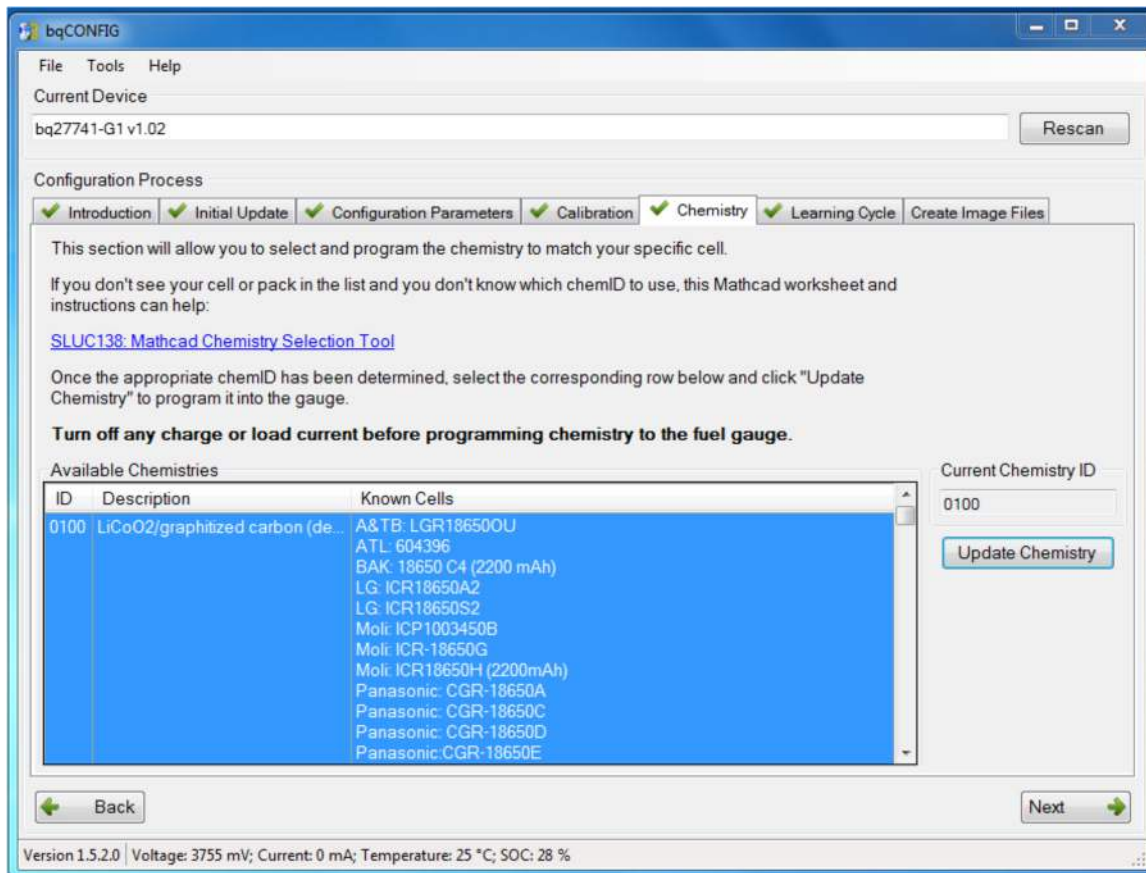 bqCONFIG
File Tools Help
Current Device
bq27741-G1 v1.02
Rescan
Configuration Process
Introduction Initial Update Configuration Parameters Calibration Chemistry Learning Cycle Create Image Files
This section will allow you to select and program the chemistry to match your specific cell.
If you don't see your cell or pack in the list and you don't know which chemID to use, this Mathcad worksheet and
instructions can help:
SLUC138: Mathcad Chemistry Selection Tool
Once the appropriate chemID has been determined, select the corresponding row below and click "Update
Chemistry" to program it into the gauge.
Turn off any charge or load current before programming chemistry to the fuel gauge.
Available Chemistries
ID Description Known Cells
0100 LiCoO2/graphitized carbon (de... A&TB: LGR18650OU
ATL: 604396
BAK: 18650 C4 (2200 mAh)
LG: ICR18650A2
LG: ICR18650S2
Moli: ICP1003450B
Moli: ICR-18650G
Moli: ICR18650H (2200mAh)
Panasonic: CGR-18650A
Panasonic: CGR-18650C
Panasonic: CGR-18650D
Panasonic:CGR-18650E
Current Chemistry ID
0100
Update Chemistry
Back
Next
Version 1.5.2.0 Voltage: 3755 mV; Current: 0 mA; Temperature: 25 °C; SOC: 28 %